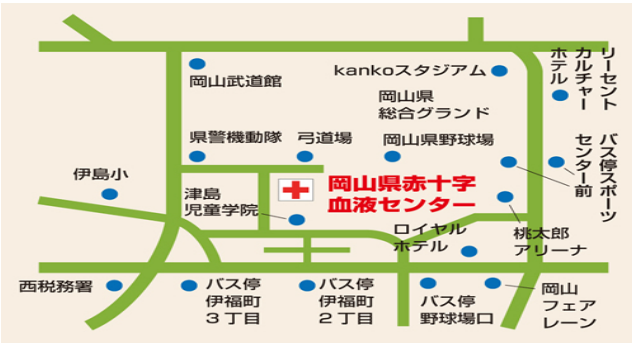 岡山武道館
kankoスタジアム
リーセント
カルチャー
ホテル
岡山県
総合グランド
県警機動隊
弓道場
岡山県野球場
バス停スポーツ
センター前
伊島小
津島
児童学院
岡山県赤十字
血液センター
桃太郎
アリーナ
ロイヤル
ホテル
西税務署
バス停
伊福町
3丁目
バス停
伊福町
2丁目
バス停
野球場口
岡山
フェア
レーン